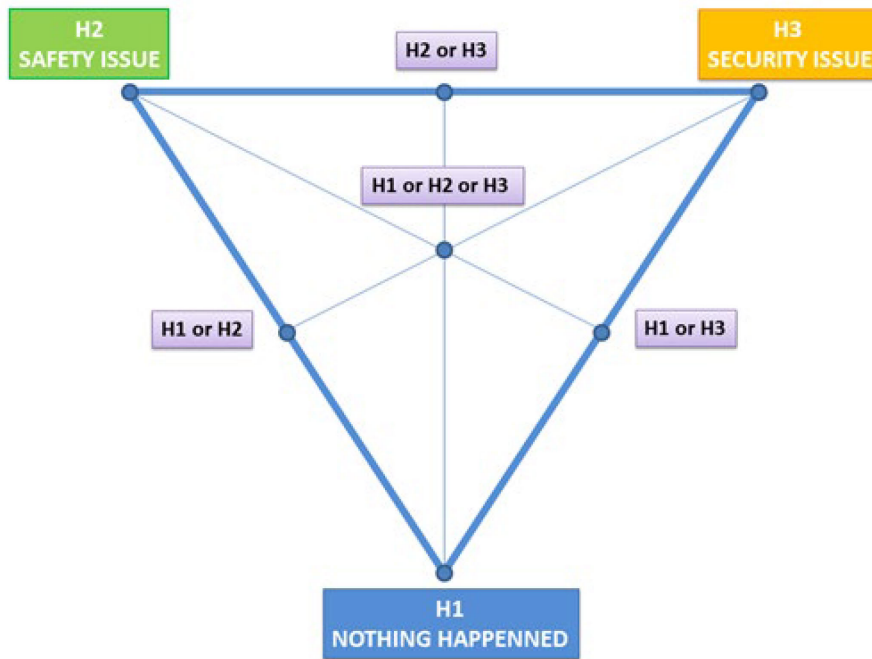 H2
SAFETY ISSUE
H3
SECURITY ISSUE
H2 or H3
H1 or H2 or H3
H1 or H2
H1 or H3
H1
NOTHING HAPPENNED